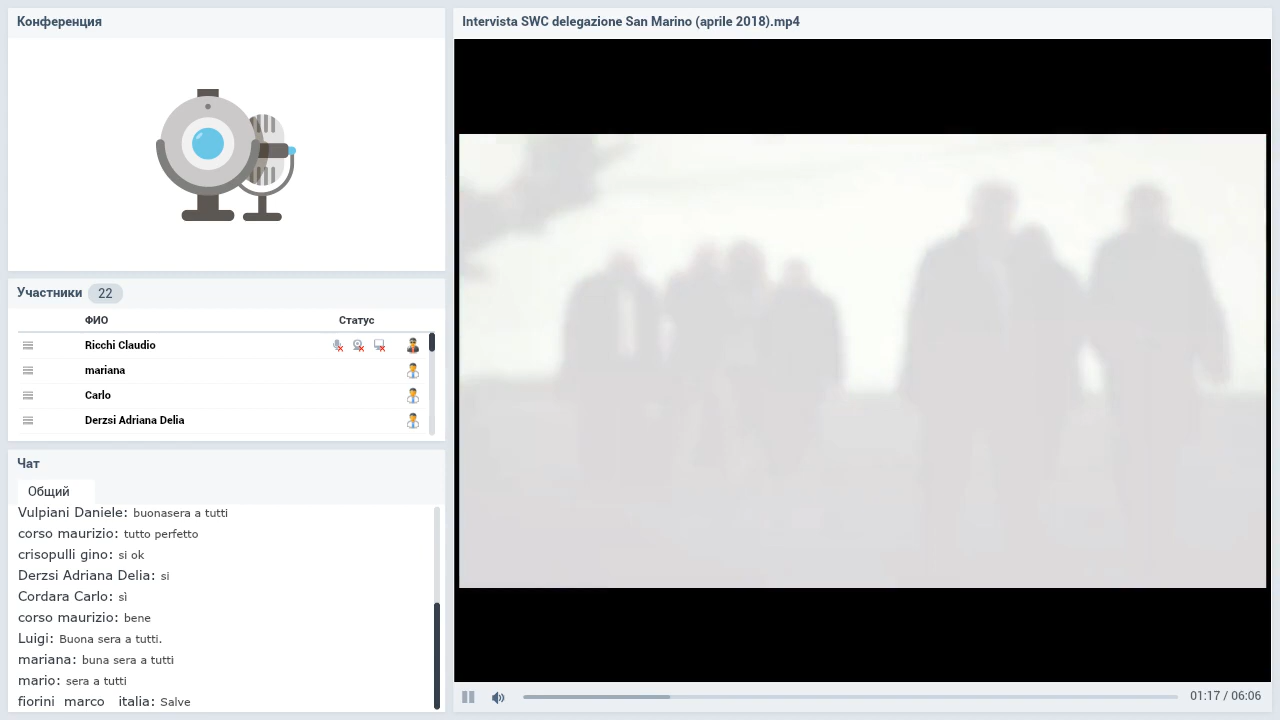 Конференция
Участники 22
ФИО Статус
Ricchi Claudio
mariana
Carlo
Derzsi Adriana Delia
Чат
Общий
Vulpiani Daniele: buonasera a tutti
corso maurizio: tutto perfetto
crisopulli gino: si ok
Derzsi Adriana Delia: si
Cordara Carlo: sì
corso maurizio: bene
Luigi: Buona sera a tutti.
mariana: buna sera a tutti
mario: sera a tutti
fiorini marco italia: Salve
Intervista SWC delegazione San Marino (aprile 2018).mp4
01:17 / 06:06